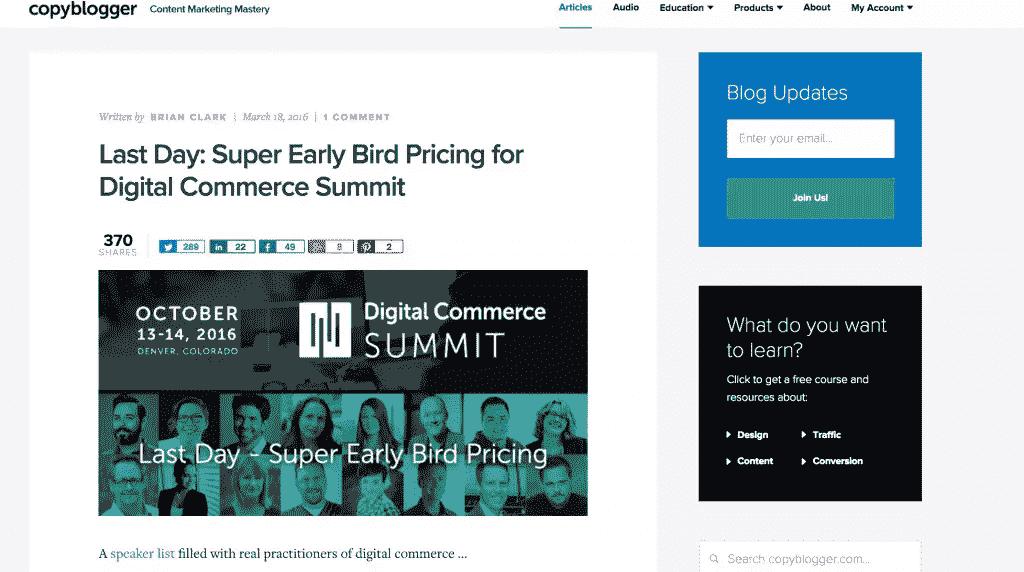 copyblogger Content Marketing Mastery
Articles Audio Education Products About My Account
Written by BRIAN CLARK | March 18, 2016 | 1 COMMENT
Last Day: Super Early Bird Pricing for
Digital Commerce Summit
370
SHARES
289 22 49 8 2
OCTOBER
13-14, 2016
DENVER, COLORADO
Digital Commerce
SUMMIT
Last Day - Super Early Bird Pricing
A speaker list filled with real practitioners of digital commerce ...
Blog Updates
Enter your email...
Join Us!
What do you want
to learn?
Click to get a free course and
resources about:
Design Traffic
Content Conversion
Search copyblogger.com...